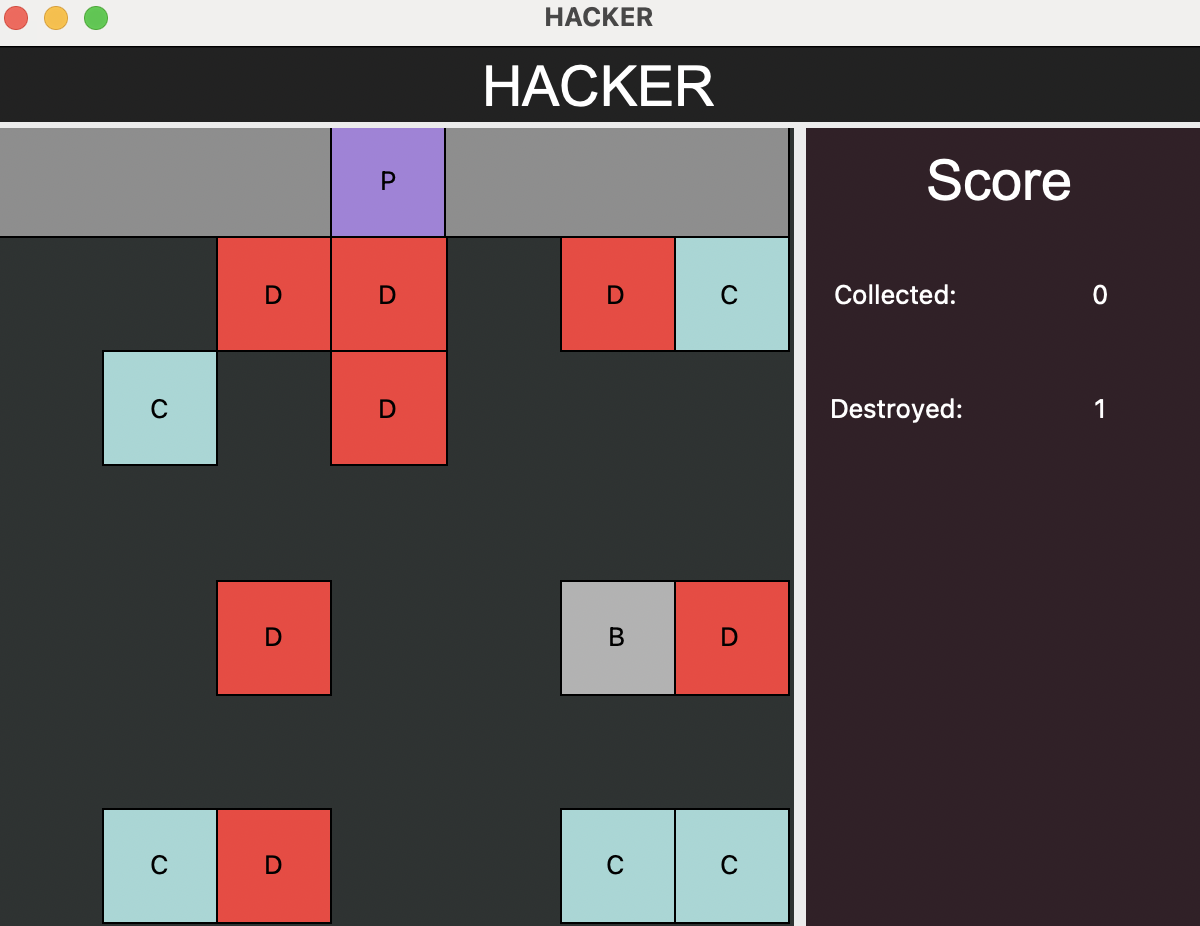 HACKER
HACKER
P
Score
D D D C
Collected: 0
C D
Destroyed: 1
D B D
C D C C